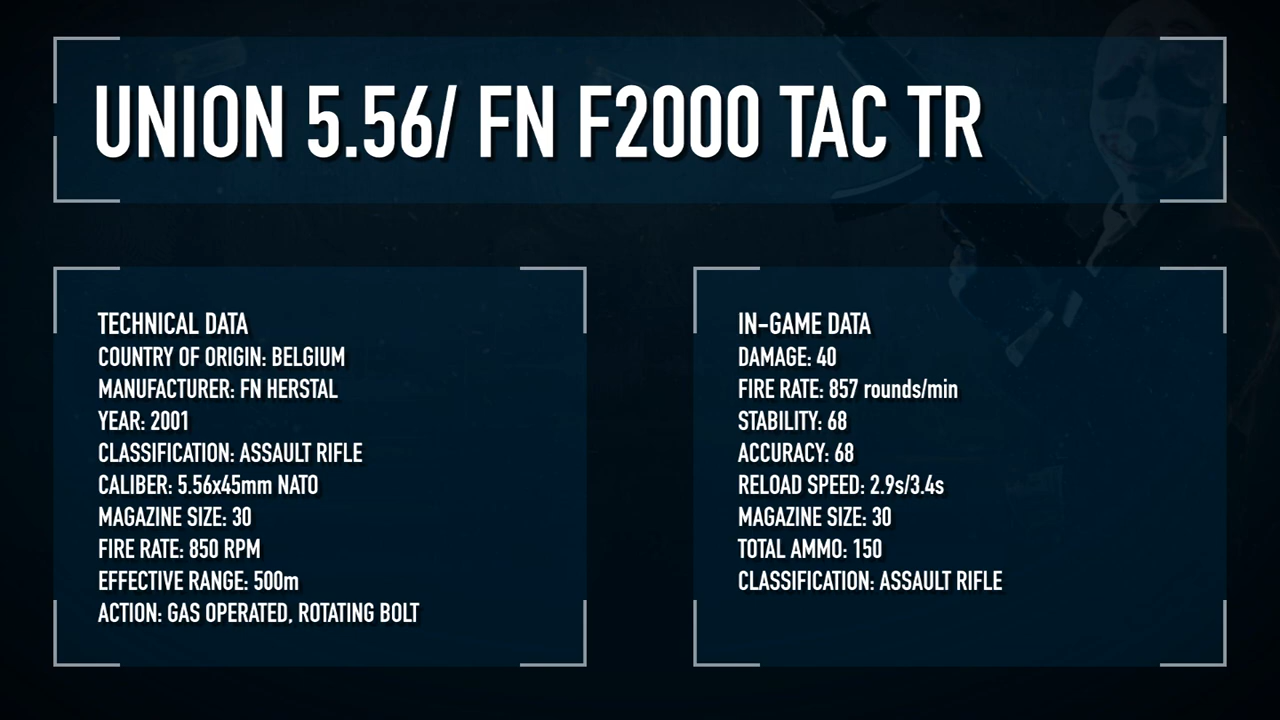 UNION 5.56/ FN F2000 TAC TR
TECHNICAL DATA
COUNTRY OF ORIGIN: BELGIUM
MANUFACTURER: FN HERSTAL
YEAR: 2001
CLASSIFICATION: ASSAULT RIFLE
CALIBER: 5.56x45mm NATO
MAGAZINE SIZE: 30
FIRE RATE: 850 RPM
EFFECTIVE RANGE: 500m
ACTION: GAS OPERATED, ROTATING BOLT
IN-GAME DATA
DAMAGE: 40
FIRE RATE: 857 rounds/min
STABILITY: 68
ACCURACY: 68
RELOAD SPEED: 2.9s/3.4s
MAGAZINE SIZE: 30
TOTAL AMMO: 150
CLASSIFICATION: ASSAULT RIFLE